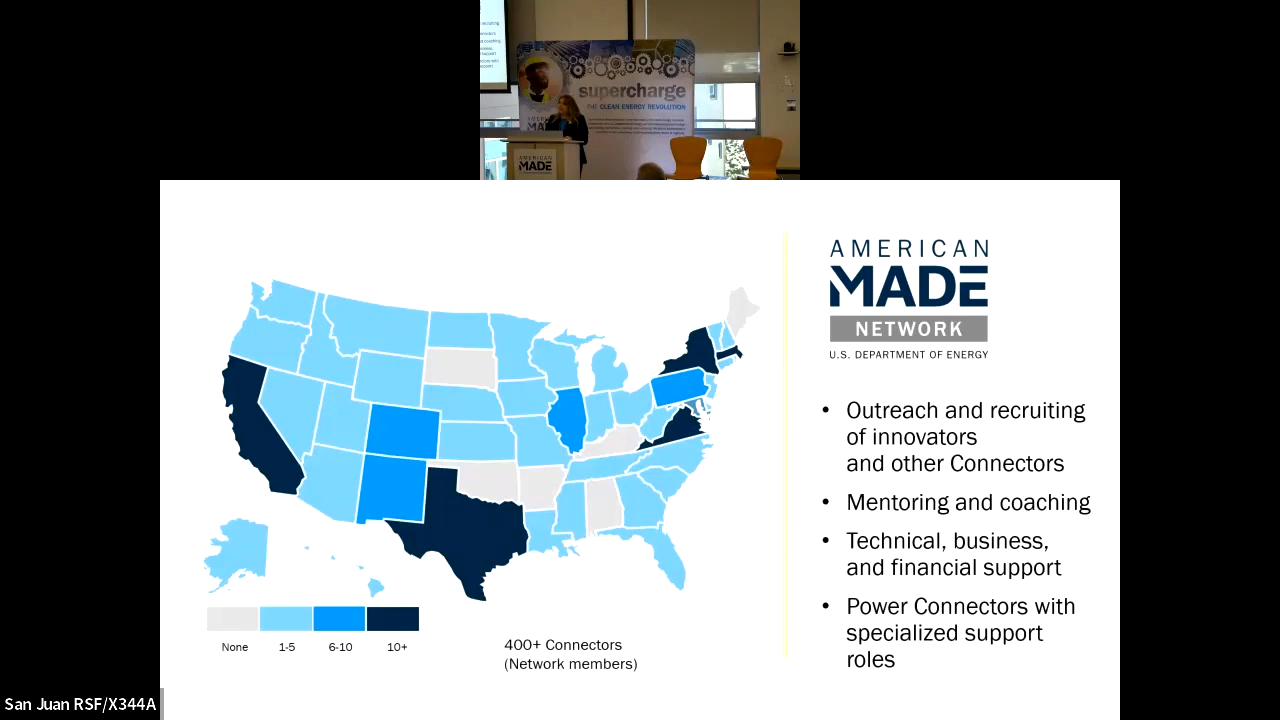 supercharge
THE CLEAN ENERGY REVOLUTION
AMERICAN
MADE
AMERICAN
MADE
NETWORK
U.S. DEPARTMENT OF ENERGY
• Outreach and recruiting
of innovators
and other Connectors
• Mentoring and coaching
• Technical, business,
and financial support
• Power Connectors with
specialized support
roles
None 1-5 6-10 10+
400+ Connectors
(Network members)
San Juan RSF/X344A